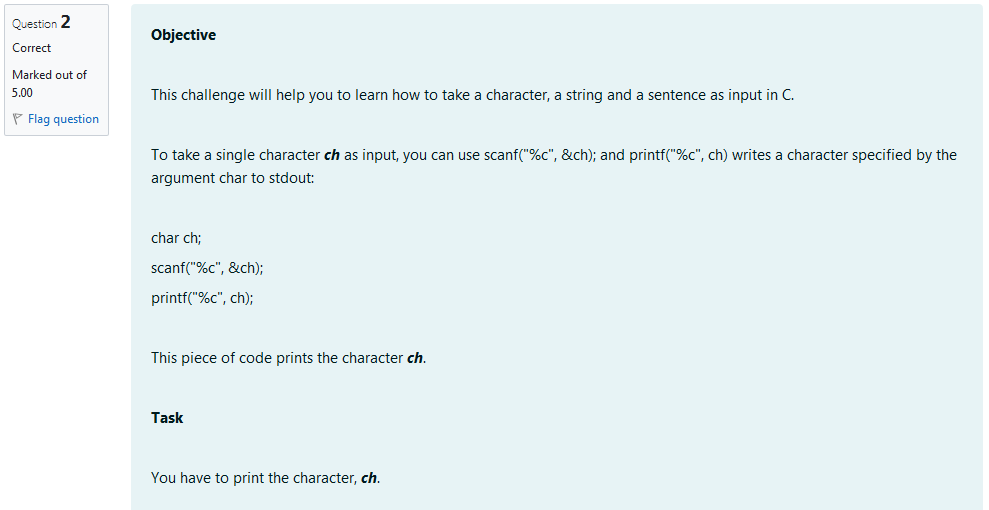 Question 2
Correct
Marked out of
5.00
Flag question
Objective
This challenge will help you to learn how to take a character, a string and a sentence as input in C.
To take a single character ch as input, you can use scanf("%c", &ch); and printf("%c", ch) writes a character specified by the
argument char to stdout:
char ch;
scanf("%c", &ch);
printf("%c", ch);
This piece of code prints the character ch.
Task
You have to print the character, ch.